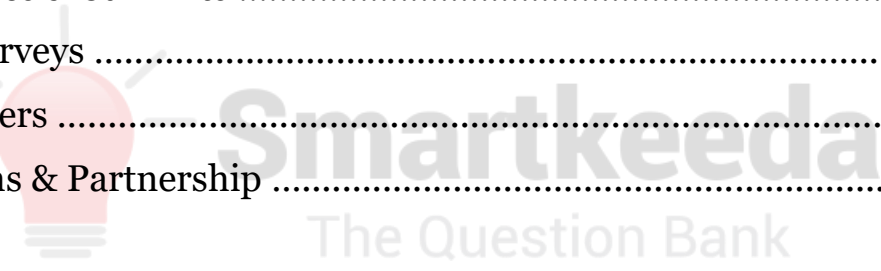 rveys ................................................................................
ers ................................................................................
ns & Partnership ................................................................
Smartkeeda
The Question Bank